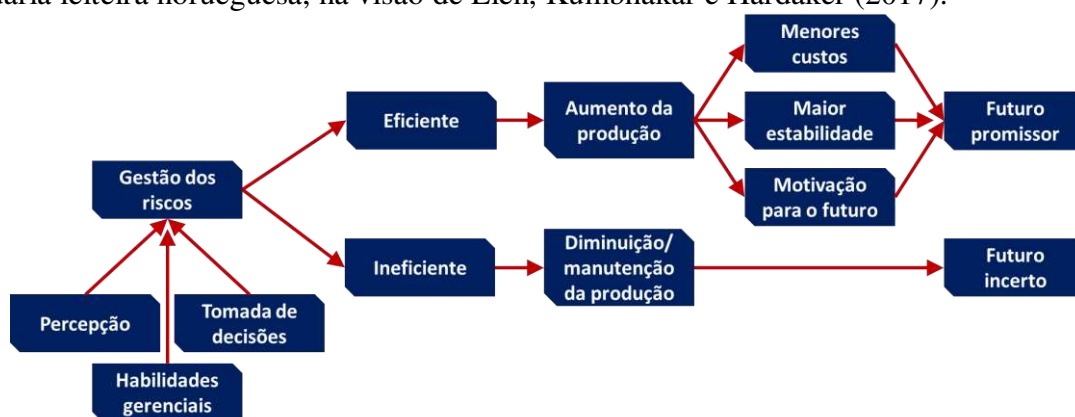 leiteira norueguesa, na visão de Lien, Kumbhakar e Hardaker (2017).
Menores
custos
Eficiente
Aumento da
produção
Maior
estabilidade
Futuro
promissor
Gestão dos
riscos
Motivação
para o futuro
Ineficiente
Diminuição/
manutenção
da produção
Futuro
incerto
Percepção
Tomada de
decisões
Habilidades
gerenciais